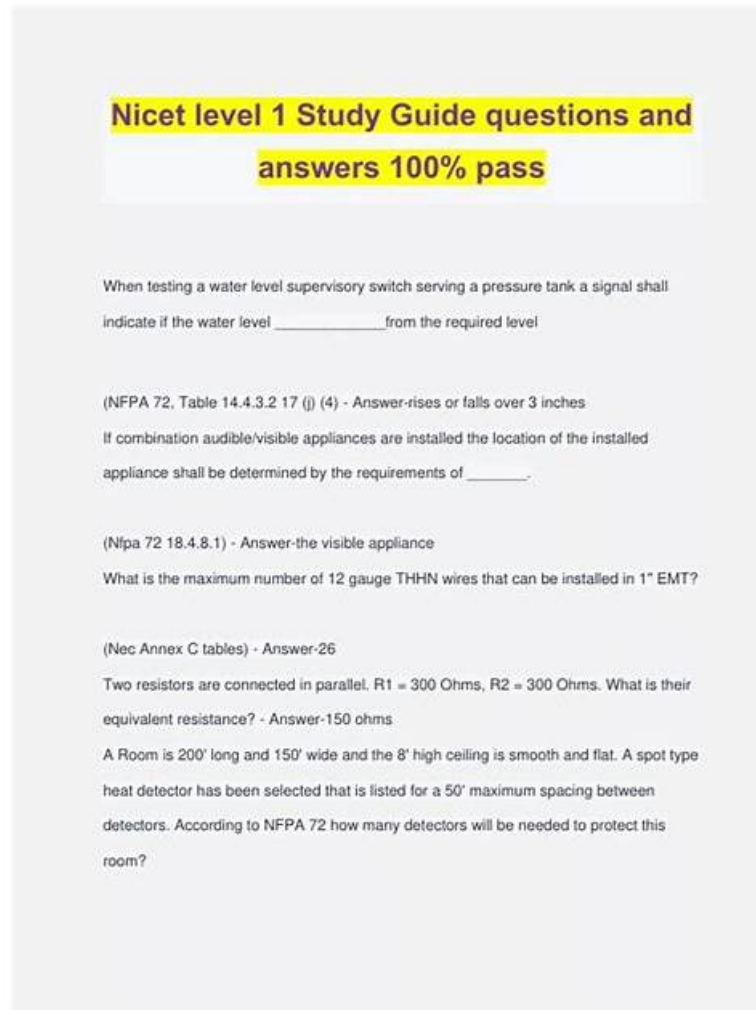 Nicet level 1 Study Guide questions and
answers 100% pass
When testing a water level supervisory switch serving a pressure tank a signal shall
indicate if the water level ______________from the required level
(NFPA 72, Table 14.4.3.2 17 (j) (4) - Answer-rises or falls over 3 inches
If combination audible/visible appliances are installed the location of the installed
appliance shall be determined by the requirements of ________.
(Nfpa 72 18.4.8.1) - Answer-the visible appliance
What is the maximum number of 12 gauge THHN wires that can be installed in 1" EMT?
(Nec Annex C tables) - Answer-26
Two resistors are connected in parallel. R1 = 300 Ohms, R2 = 300 Ohms. What is their
equivalent resistance? - Answer-150 ohms
A Room is 200' long and 150' wide and the 8' high ceiling is smooth and flat. A spot type
heat detector has been selected that is listed for a 50' maximum spacing between
detectors. According to NFPA 72 how many detectors will be needed to protect this
room?